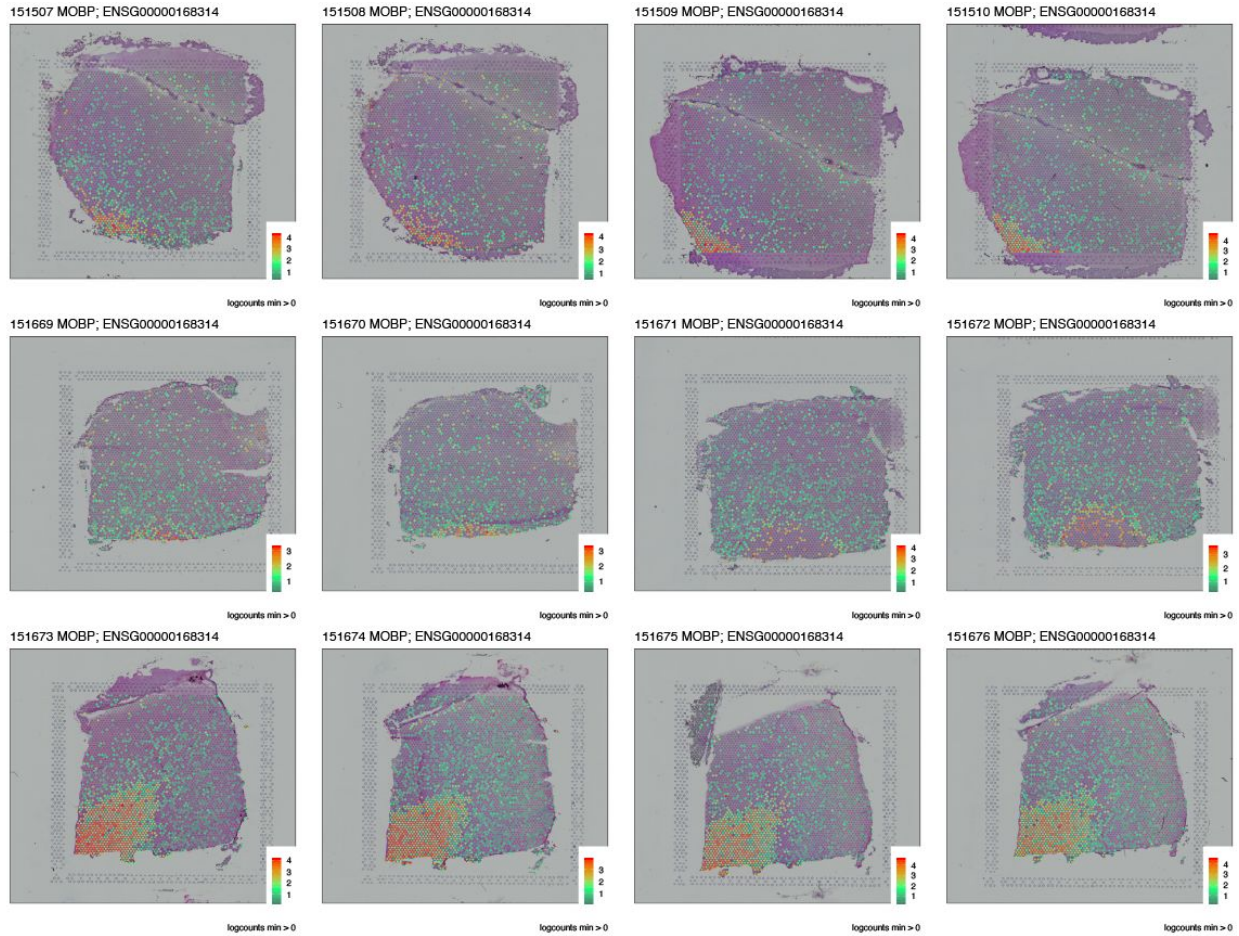 151507 MOBP; ENSG00000168314
151508 MOBP; ENSG00000168314
151509 MOBP; ENSG00000168314
151510 MOBP; ENSG00000168314
4
3
2
1
4
3
2
1
4
3
2
1
4
3
2
1
logcounts min > 0
logcounts min > 0
logcounts min > 0
logcounts min > 0
151669 MOBP; ENSG00000168314
151670 MOBP; ENSG00000168314
151671 MOBP; ENSG00000168314
151672 MOBP; ENSG00000168314
3
2
1
3
2
1
4
3
2
1
3
2
1
logcounts min > 0
logcounts min > 0
logcounts min > 0
logcounts min > 0
151673 MOBP; ENSG00000168314
151674 MOBP; ENSG00000168314
151675 MOBP; ENSG00000168314
151676 MOBP; ENSG00000168314
4
3
2
1
3
2
1
4
3
2
1
4
3
2
1
logcounts min > 0
logcounts min > 0
logcounts min > 0
logcounts min > 0